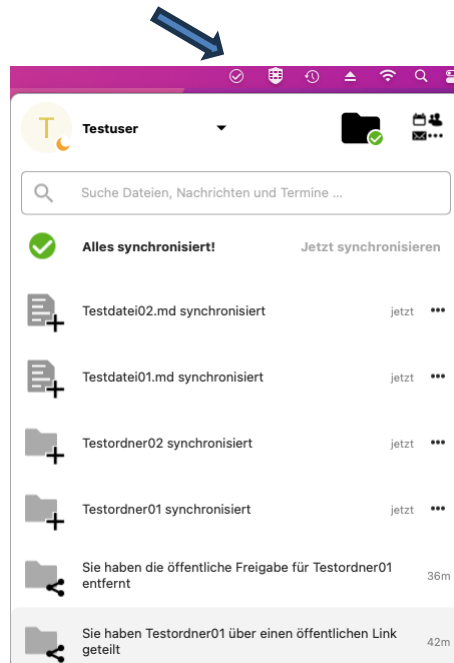 T
Testuser
Suche Dateien, Nachrichten und Termine ...
Alles synchronisiert! Jetzt synchronisieren
Testdatei02.md synchronisiert jetzt
Testdatei01.md synchronisiert jetzt
Testordner02 synchronisiert jetzt
Testordner01 synchronisiert jetzt
Sie haben die öffentliche Freigabe für Testordner01
entfernt 36m
Sie haben Testordner01 über einen öffentlichen Link
geteilt 42m